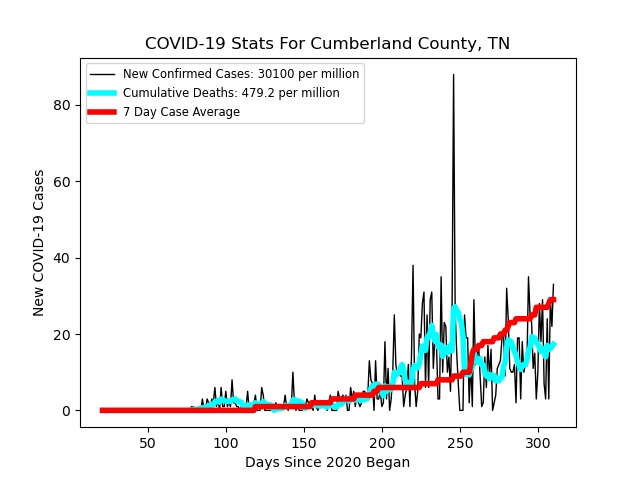 COVID-19 Stats For Cumberland County, TN
New Confirmed Cases: 30100 per million
Cumulative Deaths: 479.2 per million
7 Day Case Average
New COVID-19 Cases
80
60
40
20
0
50 100 150 200 250 300
Days Since 2020 Began